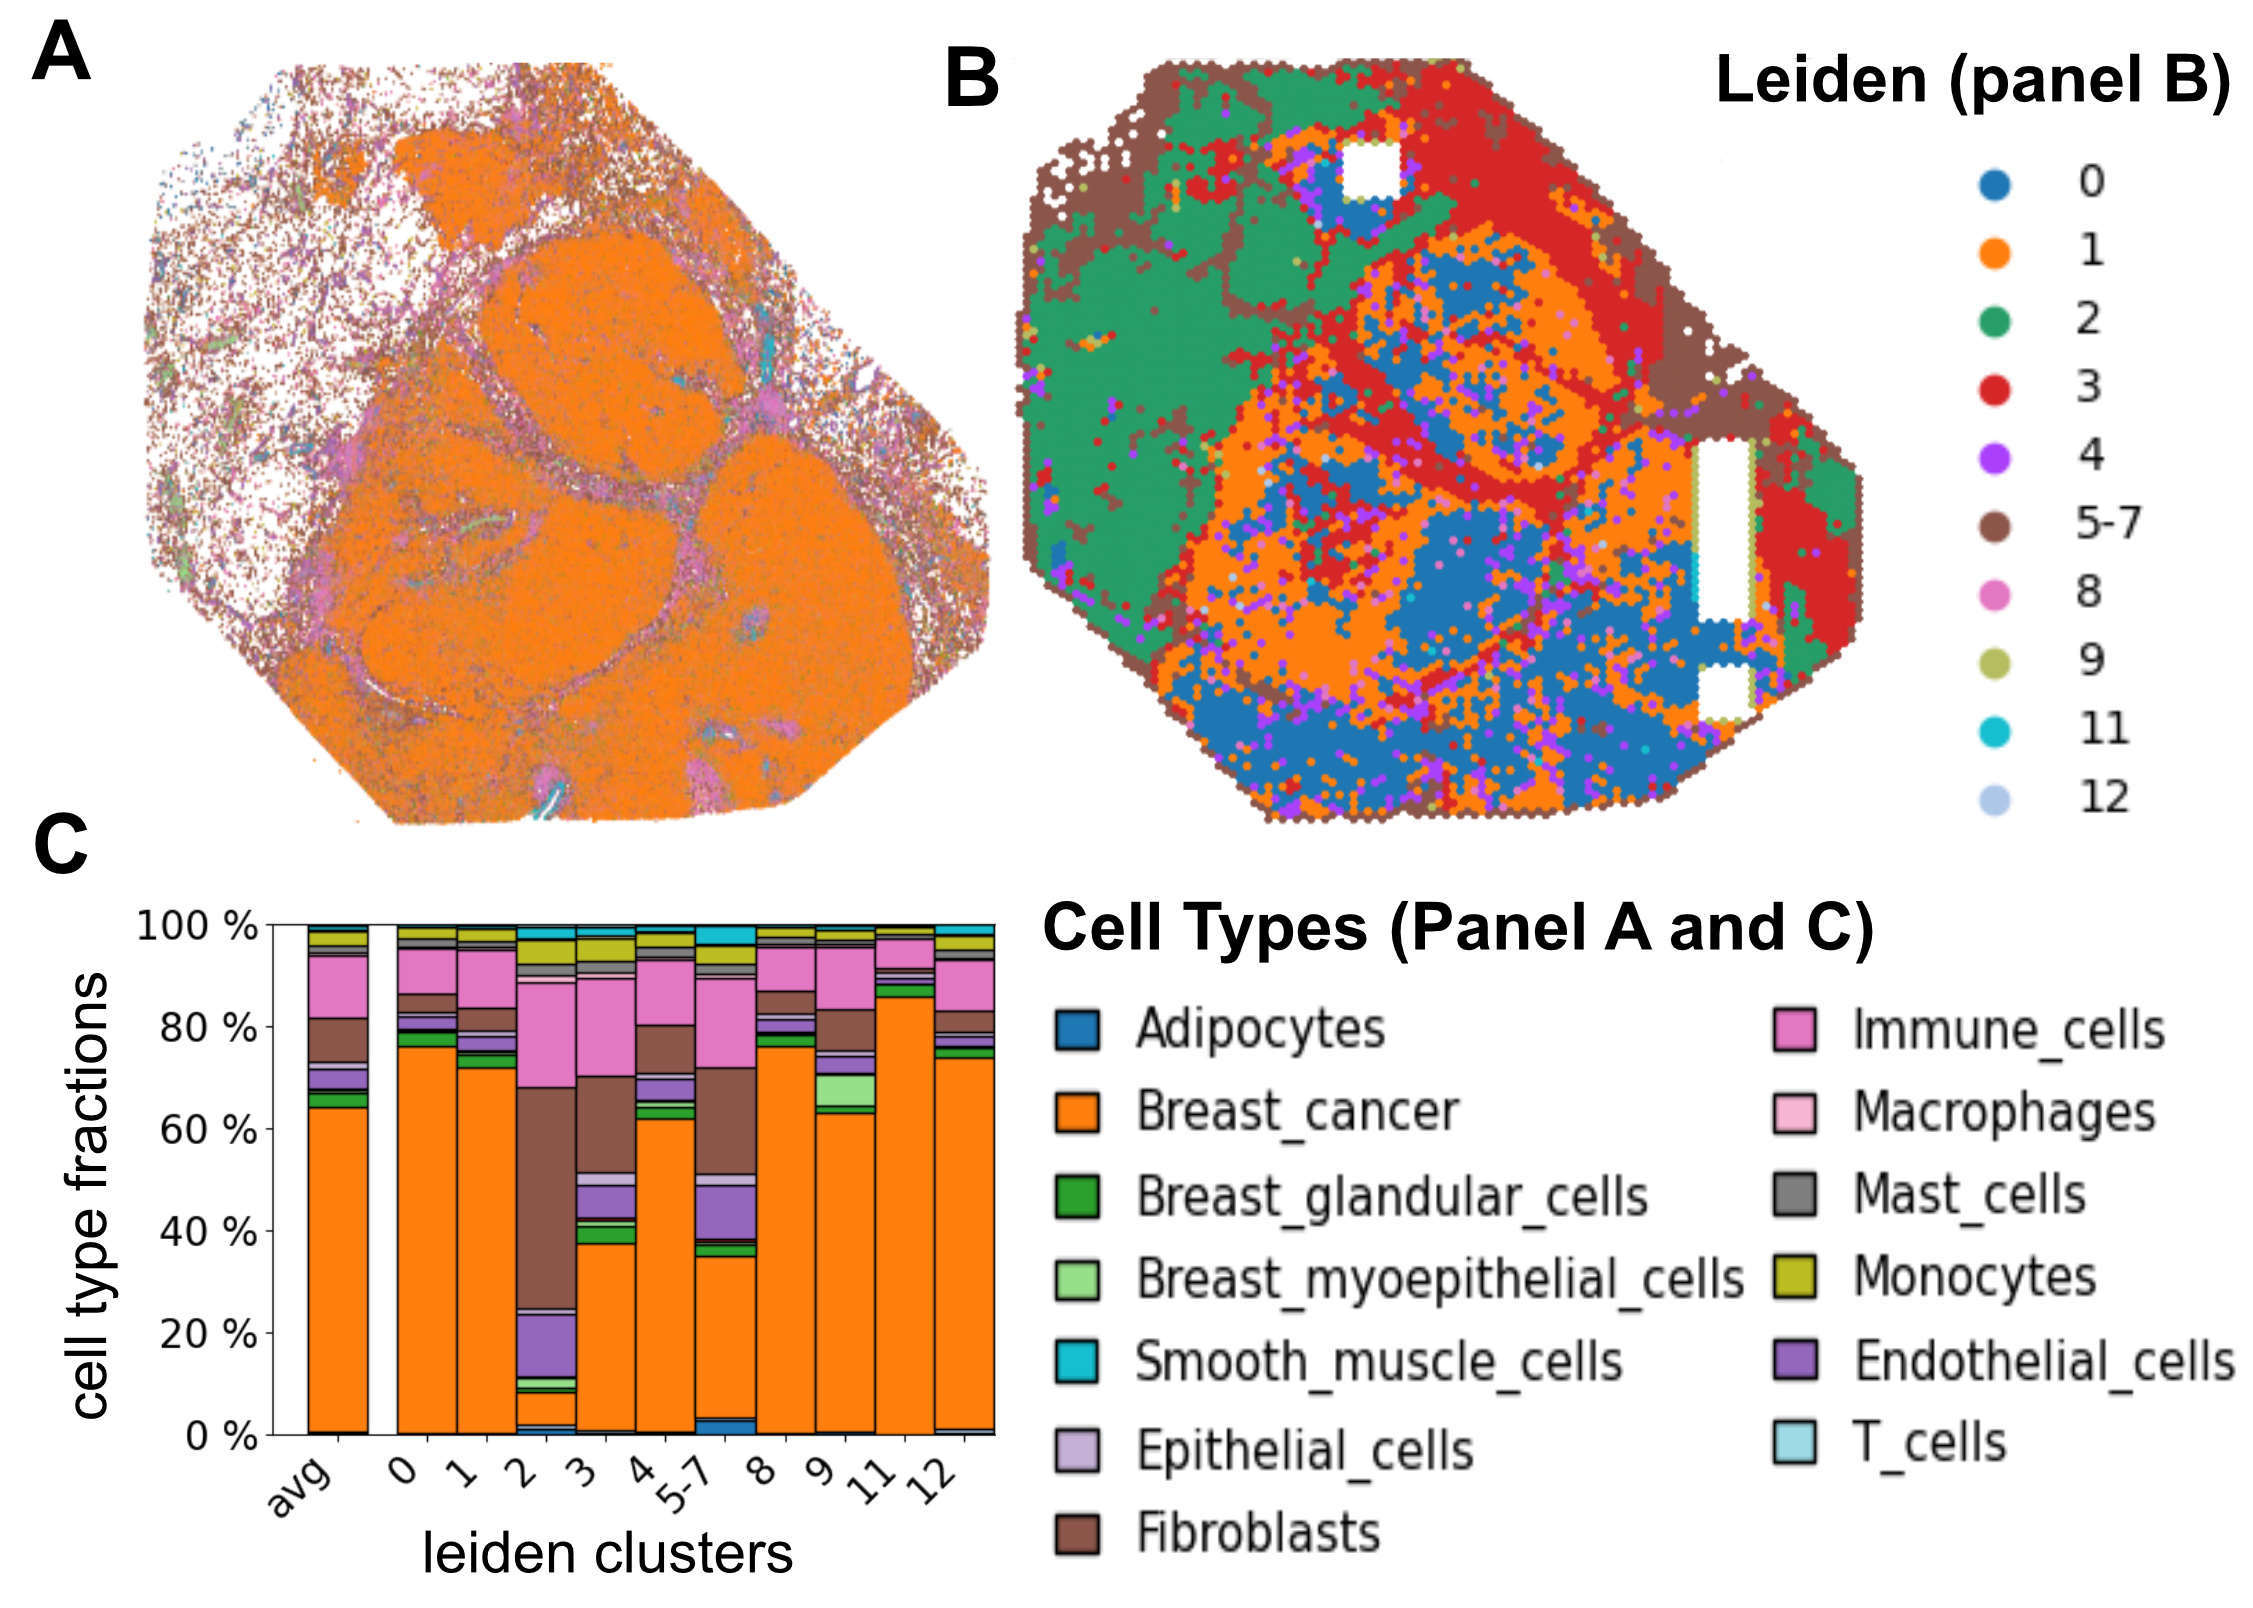 A
B
Leiden (panel B)
0
1
2
3
4
5-7
8
9
11
12
C
100 %
80 %
60 %
40 %
20 %
0 %
cell type fractions
avg
0
1
2
3
4
5-7
8
9
11
12
leiden clusters
Cell Types (Panel A and C)
Adipocytes
Breast_cancer
Breast_glandular_cells
Breast_myoepithelial_cells
Smooth_muscle_cells
Epithelial_cells
Fibroblasts
Immune_cells
Macrophages
Mast_cells
Monocytes
Endothelial_cells
T_cells